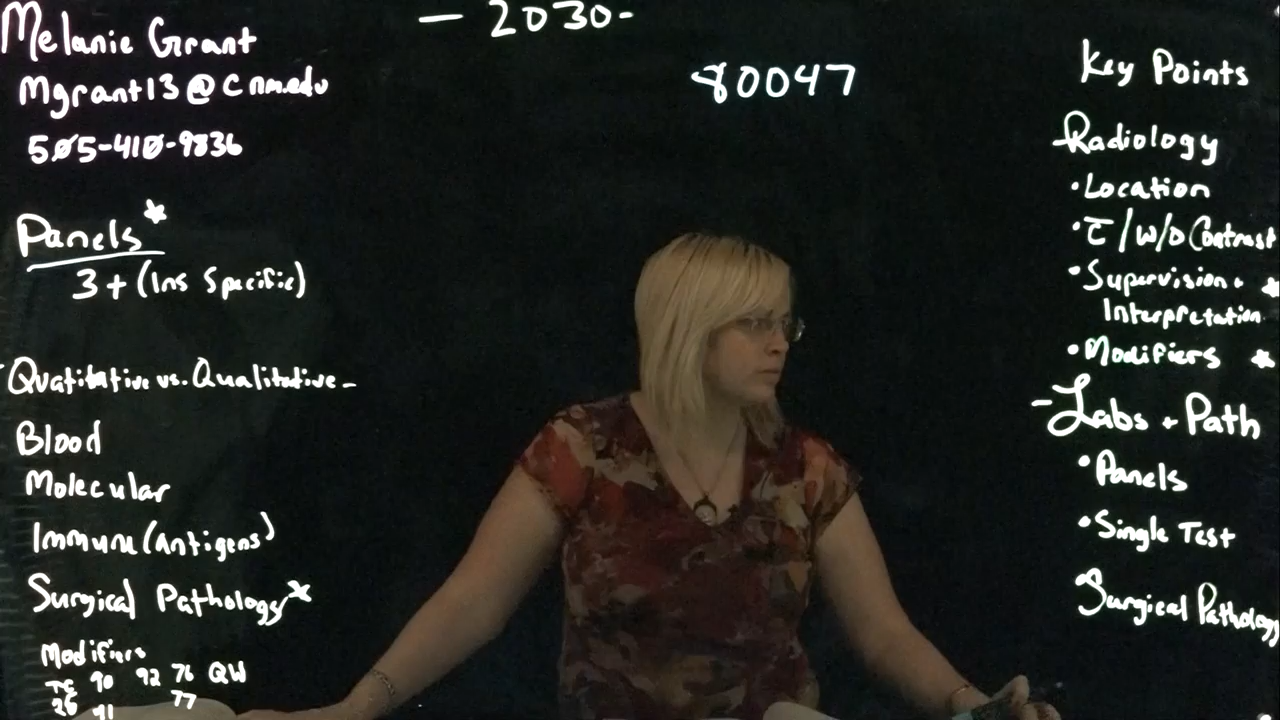 Melanie Grant
Mgrant13@cnm.edu
505-410-9836
Panels*
3+ (Ins Specific)
Quatitative vs. Qualitative -
Blood
Molecular
Immune (antigens)
Surgical Pathology*
Modifiers
TC 90 92 76 QW
26 91 77
- 2030-
80047
Key Points
Radiology
• Location
• C̄ / W/O Contrast
• Supervision + *
Interpretation
• Modifiers *
- Labs + Path
• Panels
• Single Test
• Surgical Pathology